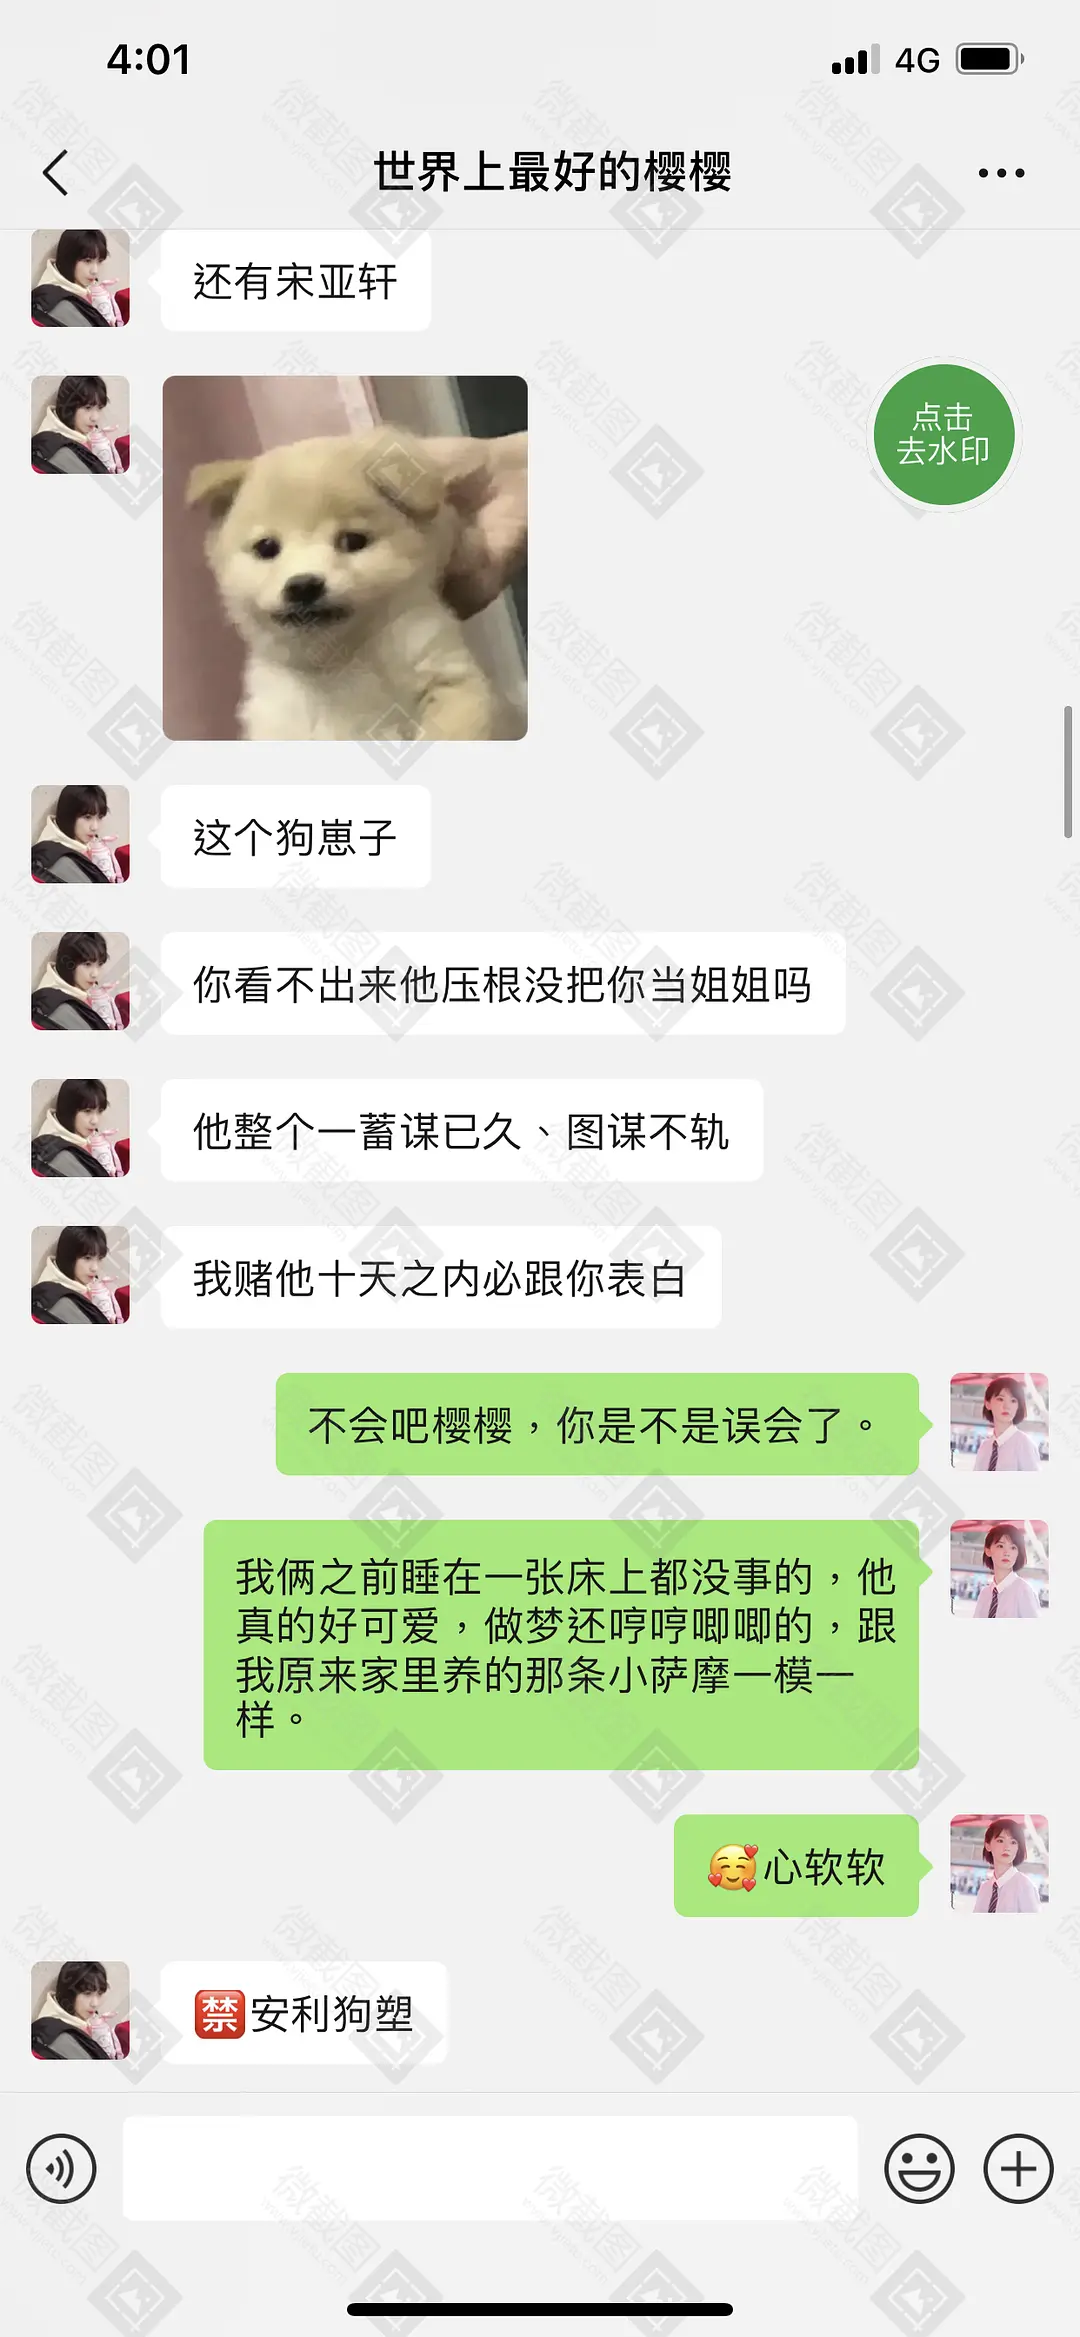 4:01
4G
世界上最好的樱樱
还有宋亚轩
点击
去水印
这个狗崽子
你看不出来他压根没把你当姐姐吗
他整个一蓄谋已久、图谋不轨
我赌他十天之内必跟你表白
不会吧樱樱，你是不是误会了。
我俩之前睡在一张床上都没事的，他
真的好可爱，做梦还哼哼唧唧的，跟
我原来家里养的那条小萨摩一模一
样。
🥰心软软
🈲安利狗塑
微截图